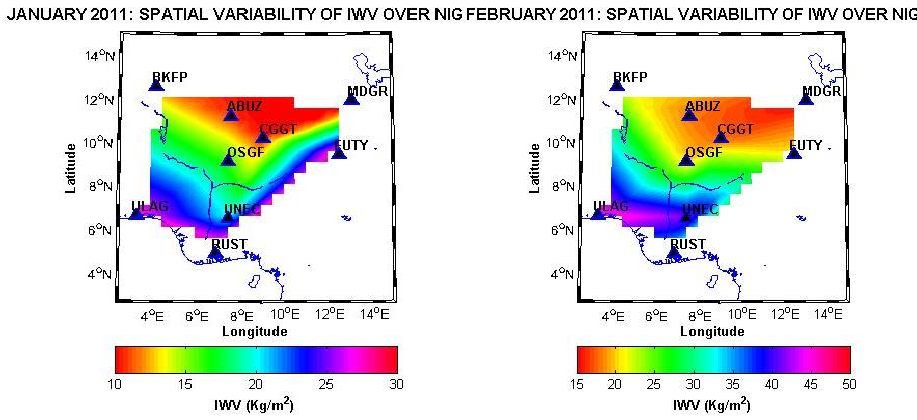 JANUARY 2011: SPATIAL VARIABILITY OF IWV OVER NIG
14°N
12°N
10°N
8°N
6°N
4°N
Latitude
BKFP
MDGR
ABUZ
CGGT
OSGF
FUTY
ULAG
UNEC
RUST
4°E 6°E 8°E 10°E 12°E 14°E
Longitude
10 15 20 25 30
IWV (Kg/m²)
FEBRUARY 2011: SPATIAL VARIABILITY OF IWV OVER NIG
14°N
12°N
10°N
8°N
6°N
4°N
Latitude
BKFP
MDGR
ABUZ
CGGT
OSGF
FUTY
ULAG
UNEC
RUST
4°E 6°E 8°E 10°E 12°E 14°E
Longitude
15 20 25 30 35 40 45 50
IWV (Kg/m²)